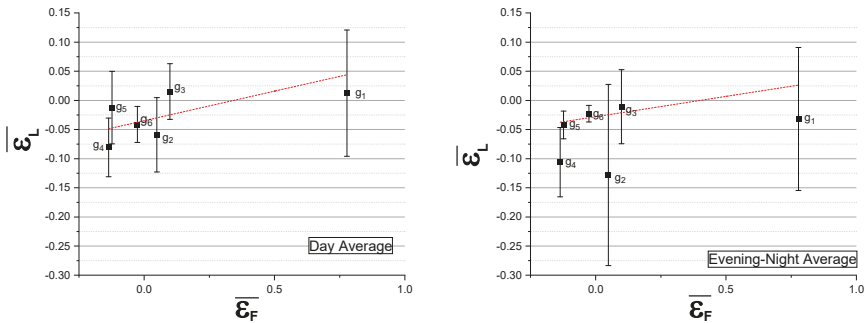 0.15
0.10
0.05
0.00
-0.05
-0.10
-0.15
-0.20
-0.25
-0.30
ε̅L
g5
g3
g1
g6
g2
g4
Day Average
0.0
0.5
1.0
ε̅F
0.15
0.10
0.05
0.00
-0.05
-0.10
-0.15
-0.20
-0.25
-0.30
ε̅L
g6
g3
g5
g1
g4
g2
Evening-Night Average
0.0
0.5
1.0
ε̅F